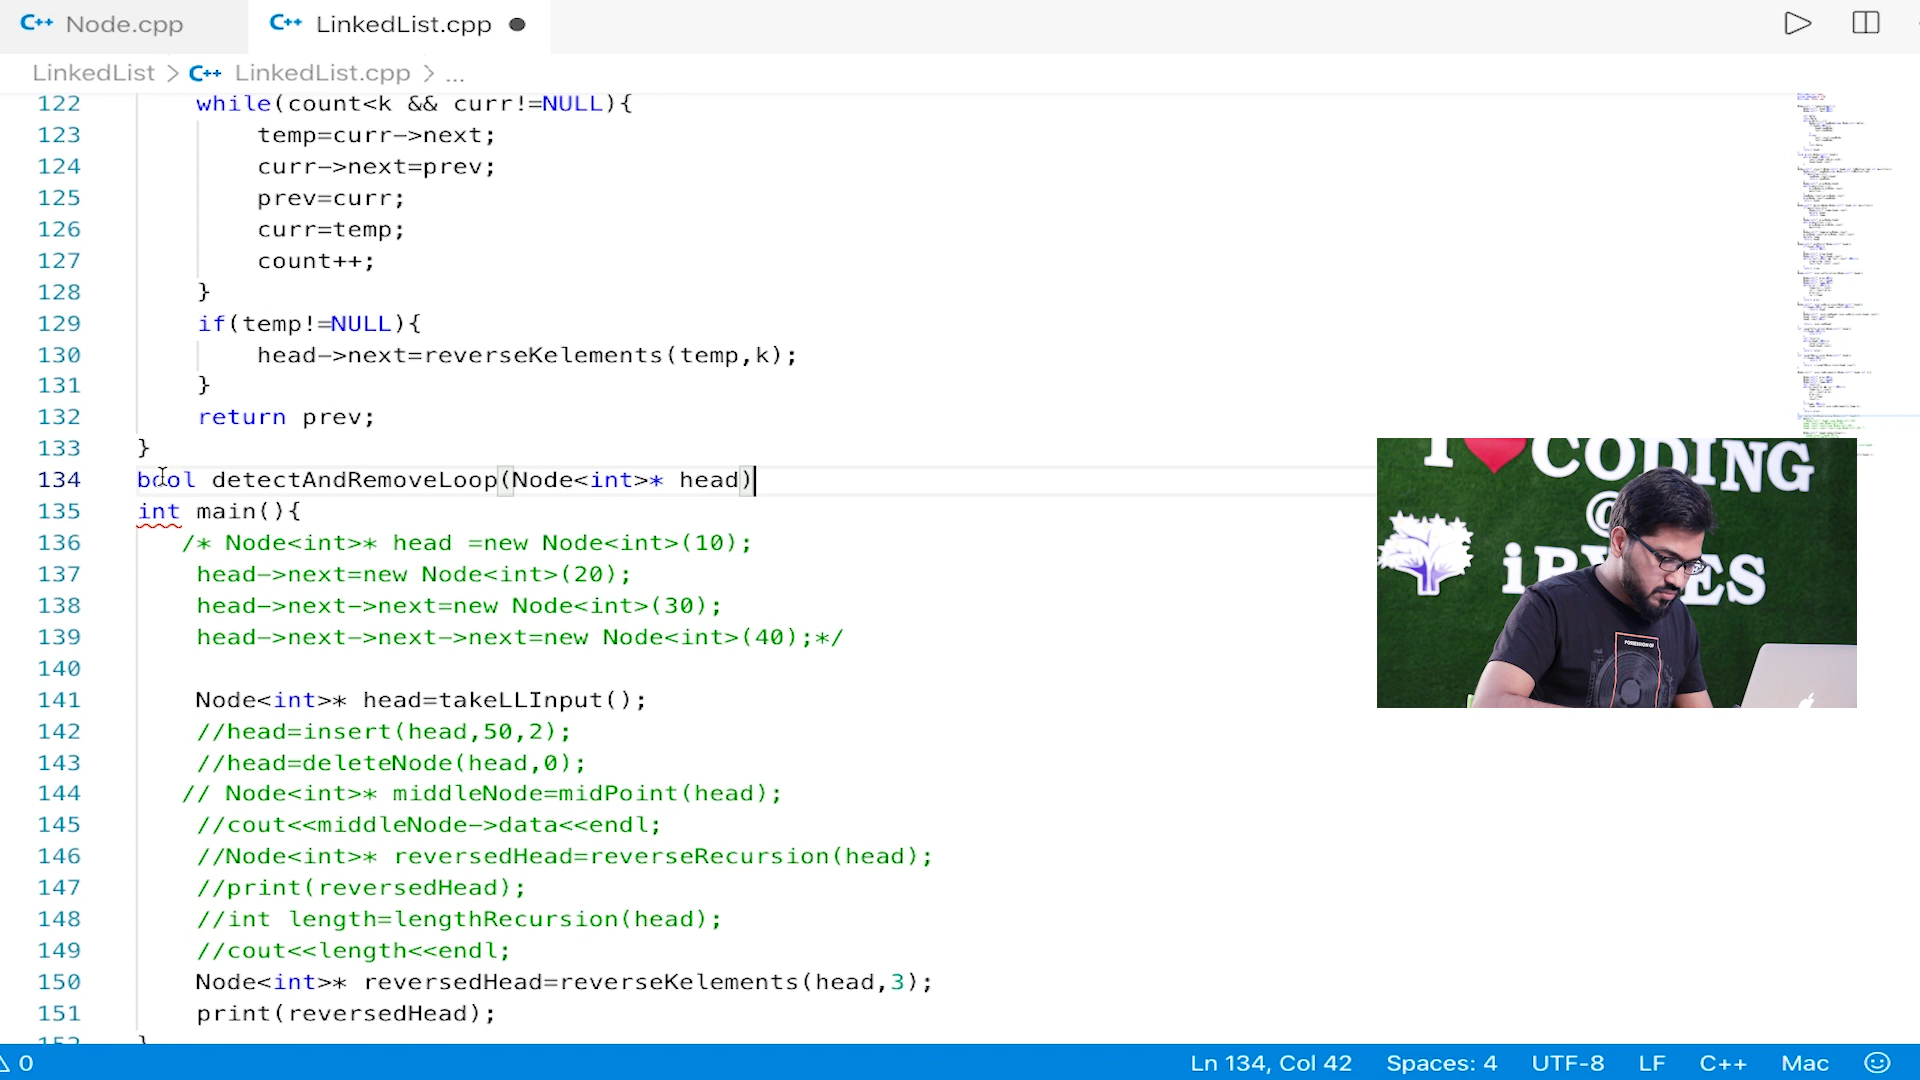 C++ Node.cpp
C++ LinkedList.cpp
LinkedList > C++ LinkedList.cpp > ...
122 while(count<k && curr!=NULL){
123 temp=curr->next;
124 curr->next=prev;
125 prev=curr;
126 curr=temp;
127 count++;
128 }
129 if(temp!=NULL){
130 head->next=reverseKelements(temp,k);
131 }
132 return prev;
133 }
134 bool detectAndRemoveLoop(Node<int>* head)
135 int main(){
136 /* Node<int>* head =new Node<int>(10);
137 head->next=new Node<int>(20);
138 head->next->next=new Node<int>(30);
139 head->next->next->next=new Node<int>(40);*/
140
141 Node<int>* head=takeLLInput();
142 //head=insert(head,50,2);
143 //head=deleteNode(head,0);
144 // Node<int>* middleNode=midPoint(head);
145 //cout<<middleNode->data<<endl;
146 //Node<int>* reversedHead=reverseRecursion(head);
147 //print(reversedHead);
148 //int length=lengthRecursion(head);
149 //cout<<length<<endl;
150 Node<int>* reversedHead=reverseKelements(head,3);
151 print(reversedHead);
I ❤ CODING
@
POSSESSION OF
0
Ln 134, Col 42 Spaces: 4 UTF-8 LF C++ Mac